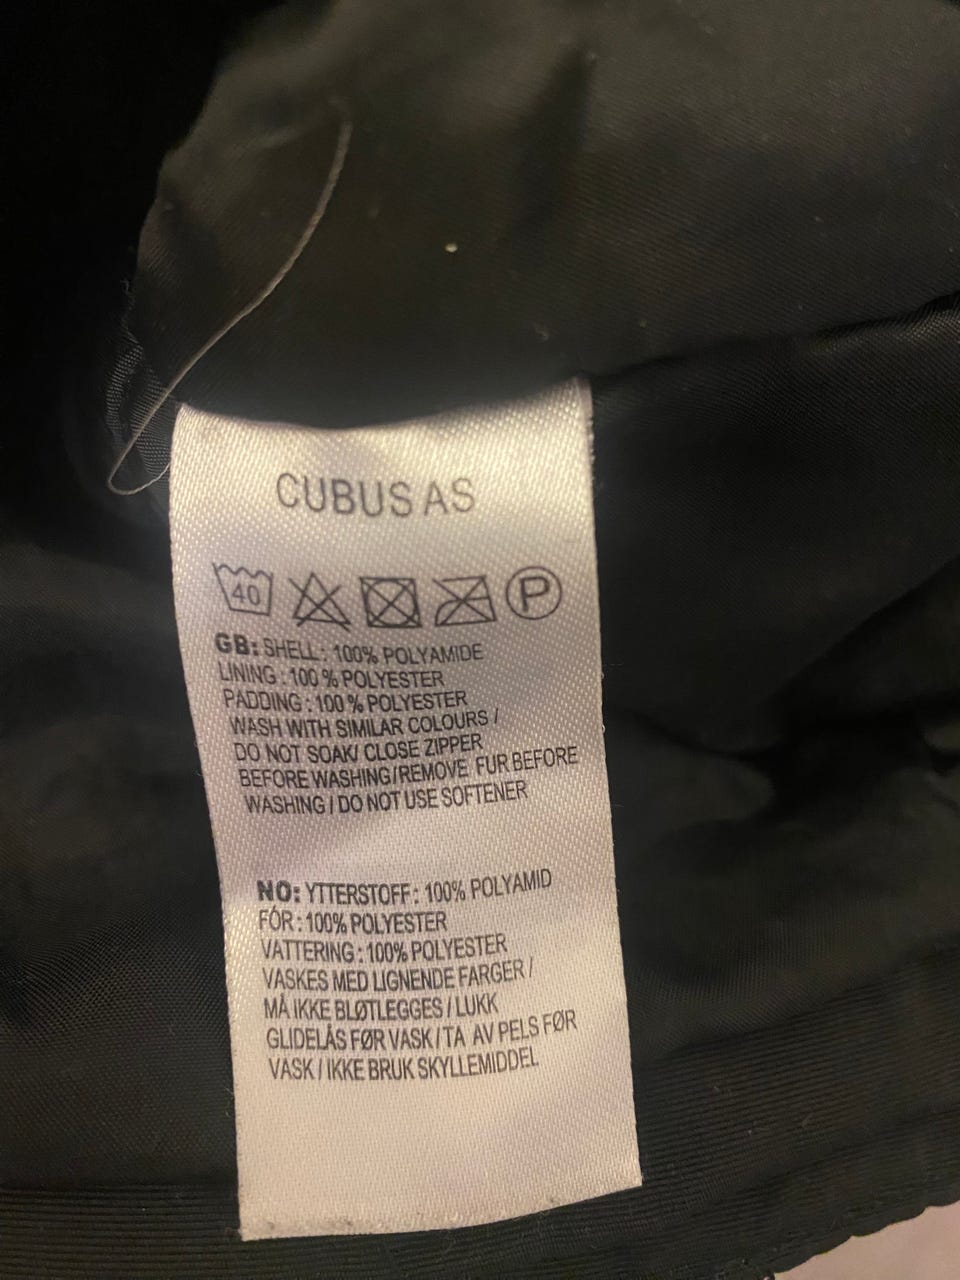 CUBUS AS
40 P
GB: SHELL: 100% POLYAMIDE
LINING : 100 % POLYESTER
PADDING : 100 % POLYESTER
WASH WITH SIMILAR COLOURS /
DO NOT SOAK/ CLOSE ZIPPER
BEFORE WASHING/REMOVE FUR BEFORE
WASHING / DO NOT USE SOFTENER
NO: YTTERSTOFF: 100% POLYAMID
FÓR : 100% POLYESTER
VATTERING : 100% POLYESTER
VASKES MED LIGNENDE FARGER /
MÅ IKKE BLØTLEGGES / LUKK
GLIDELÅS FØR VASK / TA AV PELS FØR
VASK / IKKE BRUK SKYLLEMIDDEL